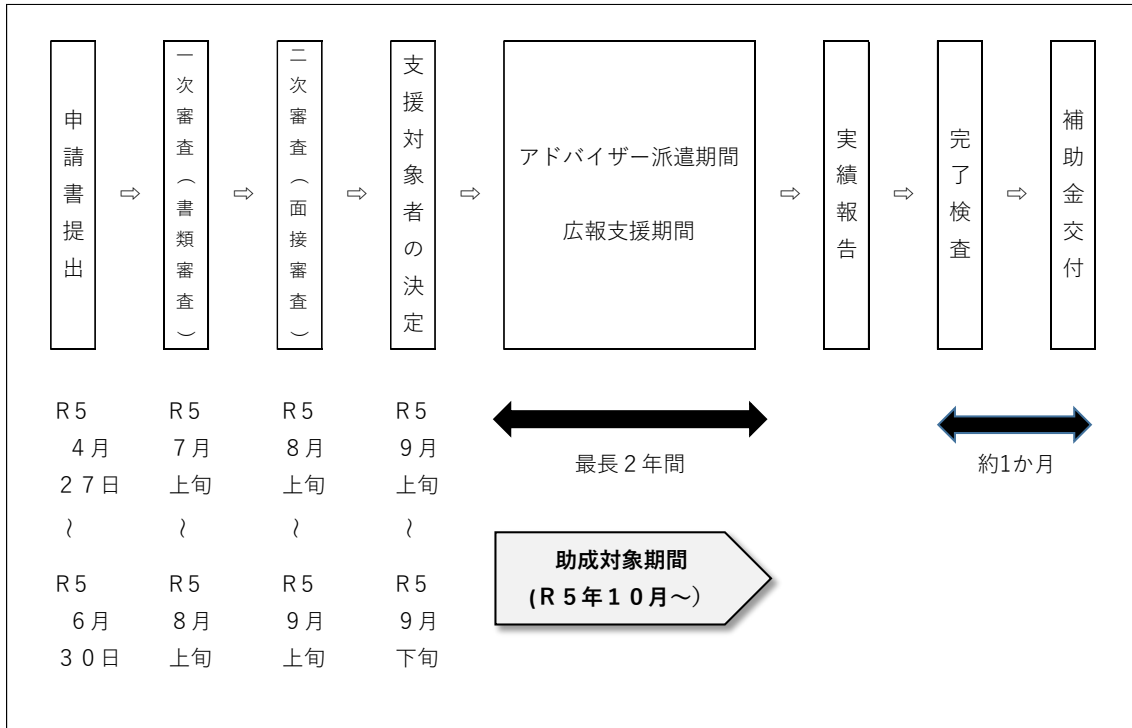 申請書提出
⇨
一次審査（書類審査）
⇨
二次審査（面接審査）
⇨
支援対象者の決定
⇨
アドバイザー派遣期間
広報支援期間
⇨
実績報告
⇨
完了検査
⇨
補助金交付
R5
4月
27日
～
R5
6月
30日
R5
7月
上旬
～
R5
8月
上旬
R5
8月
上旬
～
R5
9月
上旬
R5
9月
上旬
～
R5
9月
下旬
最長2年間
助成対象期間
(R5年10月～）
約1か月